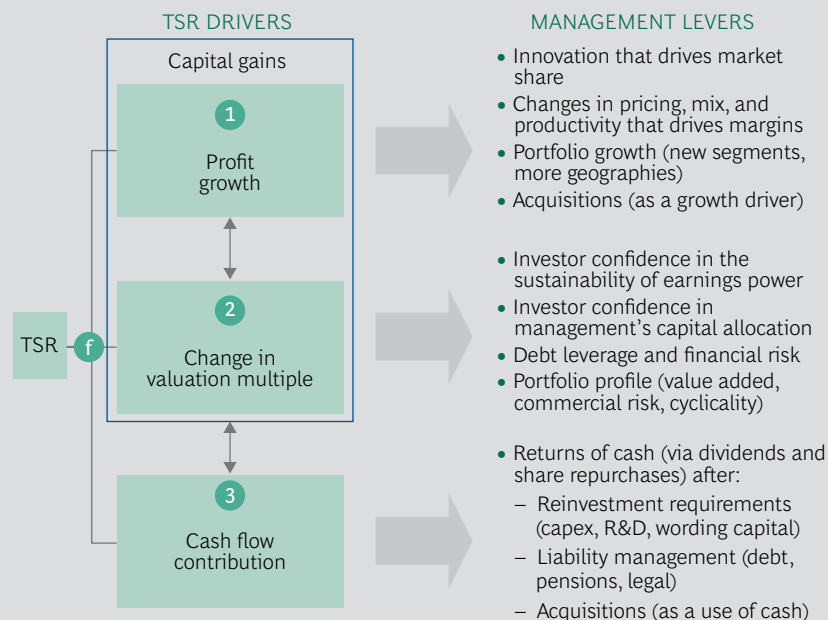 TSR DRIVERS
MANAGEMENT LEVERS
Capital gains
1
Profit
growth
• Innovation that drives market
share
• Changes in pricing, mix, and
productivity that drives margins
• Portfolio growth (new segments,
more geographies)
• Acquisitions (as a growth driver)
TSR
f
2
Change in
valuation multiple
• Investor confidence in the
sustainability of earnings power
• Investor confidence in
management's capital allocation
• Debt leverage and financial risk
• Portfolio profile (value added,
commercial risk, cyclicality)
3
Cash flow
contribution
• Returns of cash (via dividends and
share repurchases) after:
– Reinvestment requirements
(capex, R&D, wording capital)
– Liability management (debt,
pensions, legal)
– Acquisitions (as a use of cash)